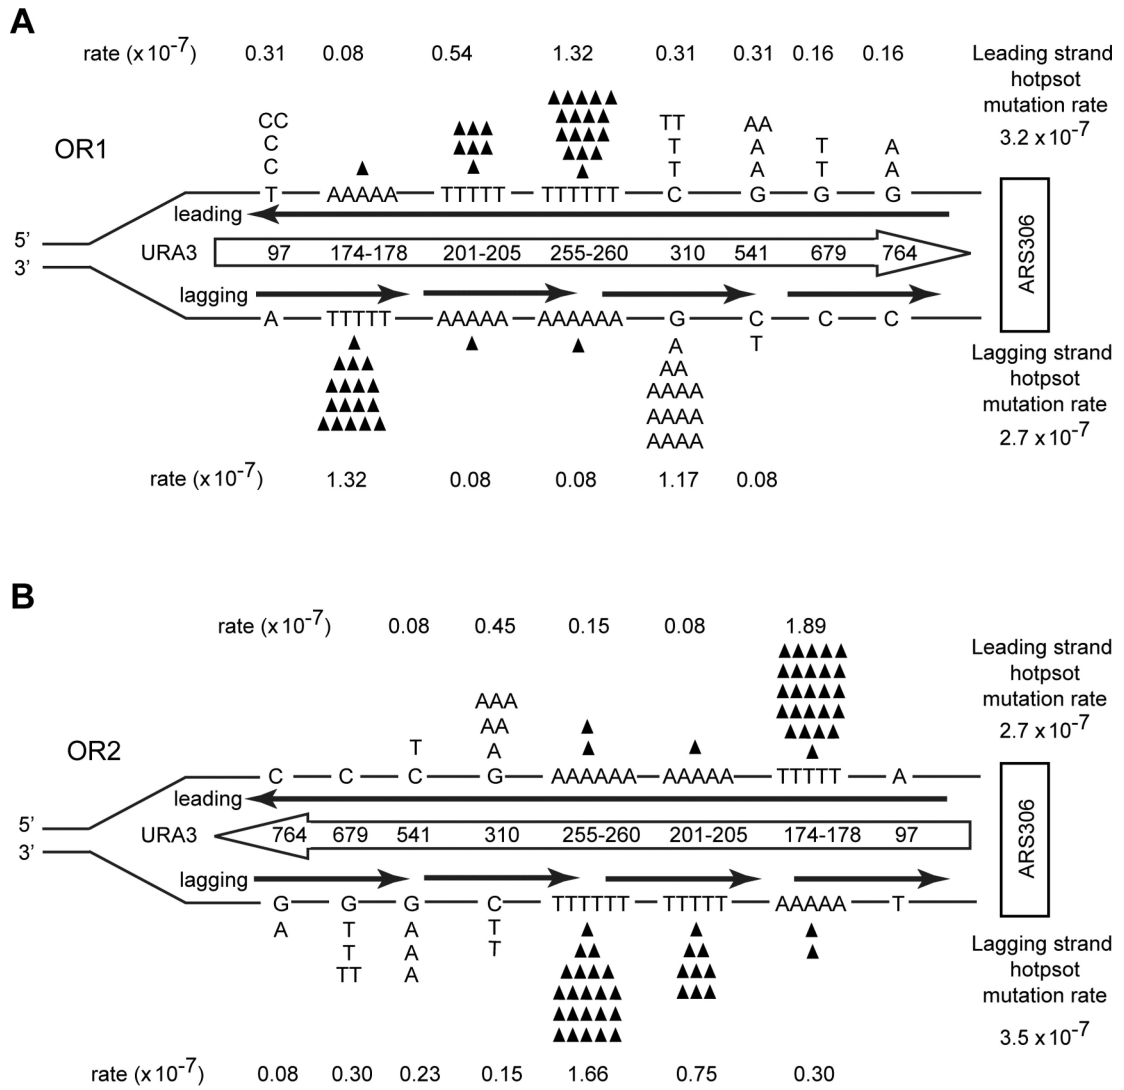 A
rate (x10-7) 0.31 0.08 0.54 1.32 0.31 0.31 0.16 0.16
Leading strand
hotpsot
mutation rate
3.2 x10-7
OR1
CC TT AA
C T A T A
C T A T A
T AAAAA TTTTT TTTTTT C G G G
leading
5'
3'
URA3 97 174-178 201-205 255-260 310 541 679 764
ARS306
lagging
A TTTTT AAAAA AAAAAA G C C C
A T
AA
AAAA
AAAA
AAAA
Lagging strand
hotpsot
mutation rate
2.7 x10-7
rate (x10-7) 1.32 0.08 0.08 1.17 0.08
B
rate (x10-7) 0.08 0.45 0.15 0.08 1.89
Leading strand
hotpsot
mutation rate
2.7 x10-7
OR2
AAA
AA
T A
C C C G AAAAAA AAAAA TTTTT A
leading
5'
3'
URA3 764 679 541 310 255-260 201-205 174-178 97
ARS306
lagging
G G G C TTTTTT TTTTT AAAAA T
A T A T
T A T
TT A
Lagging strand
hotpsot
mutation rate
3.5 x10-7
rate (x10-7) 0.08 0.30 0.23 0.15 1.66 0.75 0.30